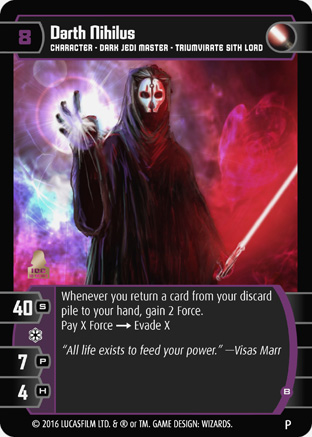 8
Darth Nihilus
CHARACTER - DARK JEDI MASTER - TRIUMVIRATE SITH LORD
IDC
40 S
Whenever you return a card from your discard
pile to your hand, gain 2 Force.
Pay X Force → Evade X
7 P
"All life exists to feed your power." —Visas Marr
4 H
B
© 2016 LUCASFILM LTD. & ® or TM. GAME DESIGN: WIZARDS.
P